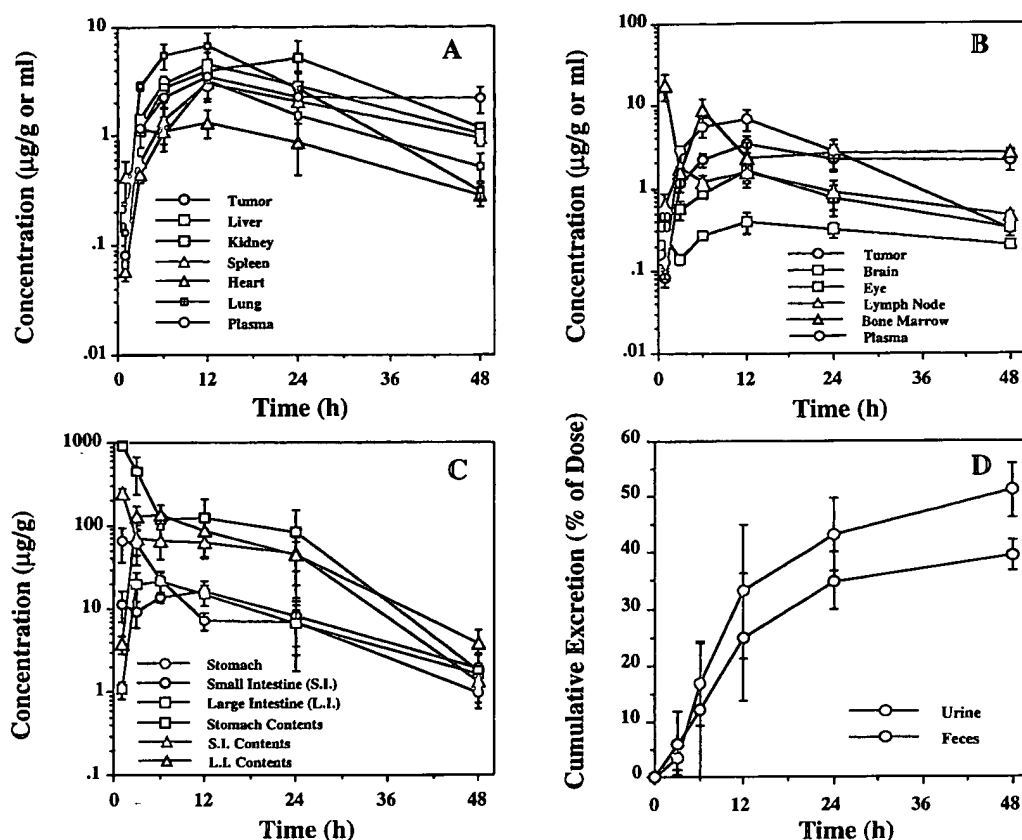 A
Concentration (µg/g or ml)
10
1
.1
.01
Tumor
Liver
Kidney
Spleen
Heart
Lung
Plasma
0 12 24 36 48
Time (h)
B
Concentration (µg/g or ml)
100
10
1
.1
.01
Tumor
Brain
Eye
Lymph Node
Bone Marrow
Plasma
0 12 24 36 48
Time (h)
C
Concentration (µg/g)
1000
100
10
1
.1
Stomach
Small Intestine (S.I.)
Large Intestine (L.I.)
Stomach Contents
S.I. Contents
L.I. Contents
0 12 24 36 48
Time (h)
D
Cumulative Excretion ( % of Dose)
60
50
40
30
20
10
0
Urine
Feces
0 12 24 36 48
Time (h)